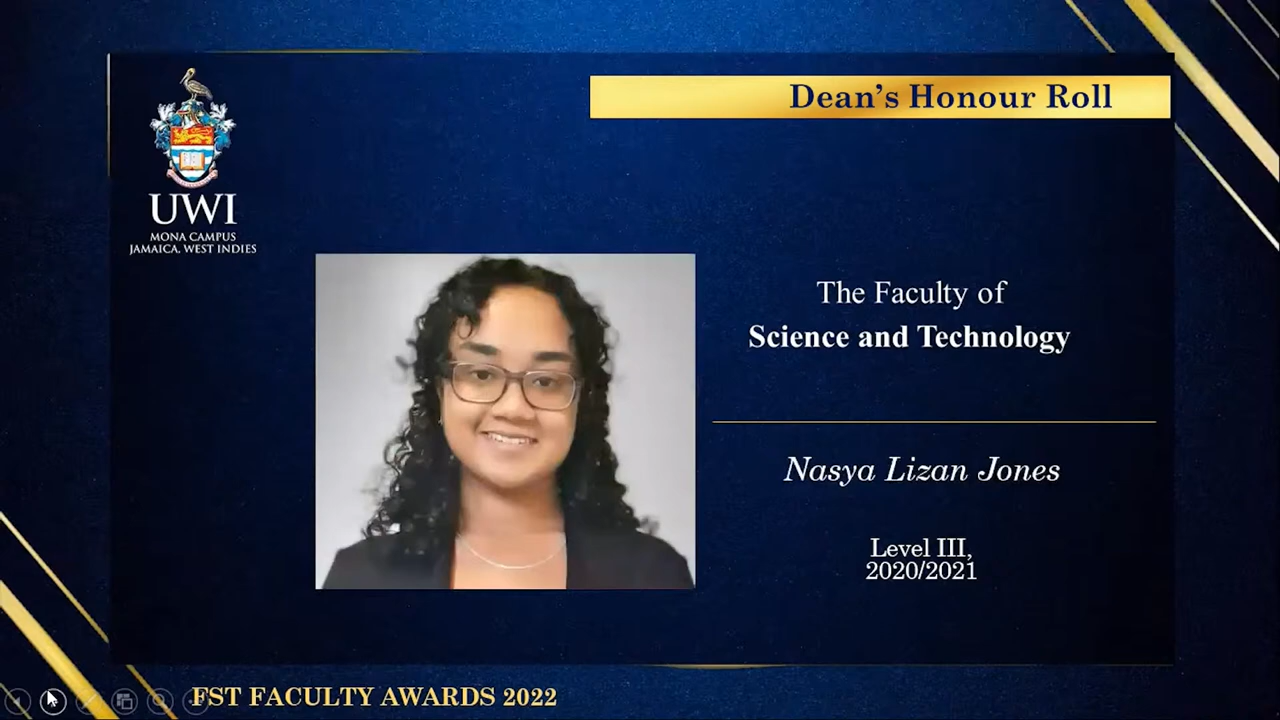 Dean's Honour Roll
UWI
MONA CAMPUS
JAMAICA, WEST INDIES
The Faculty of
Science and Technology
Nasya Lizan Jones
Level III,
2020/2021
FST FACULTY AWARDS 2022